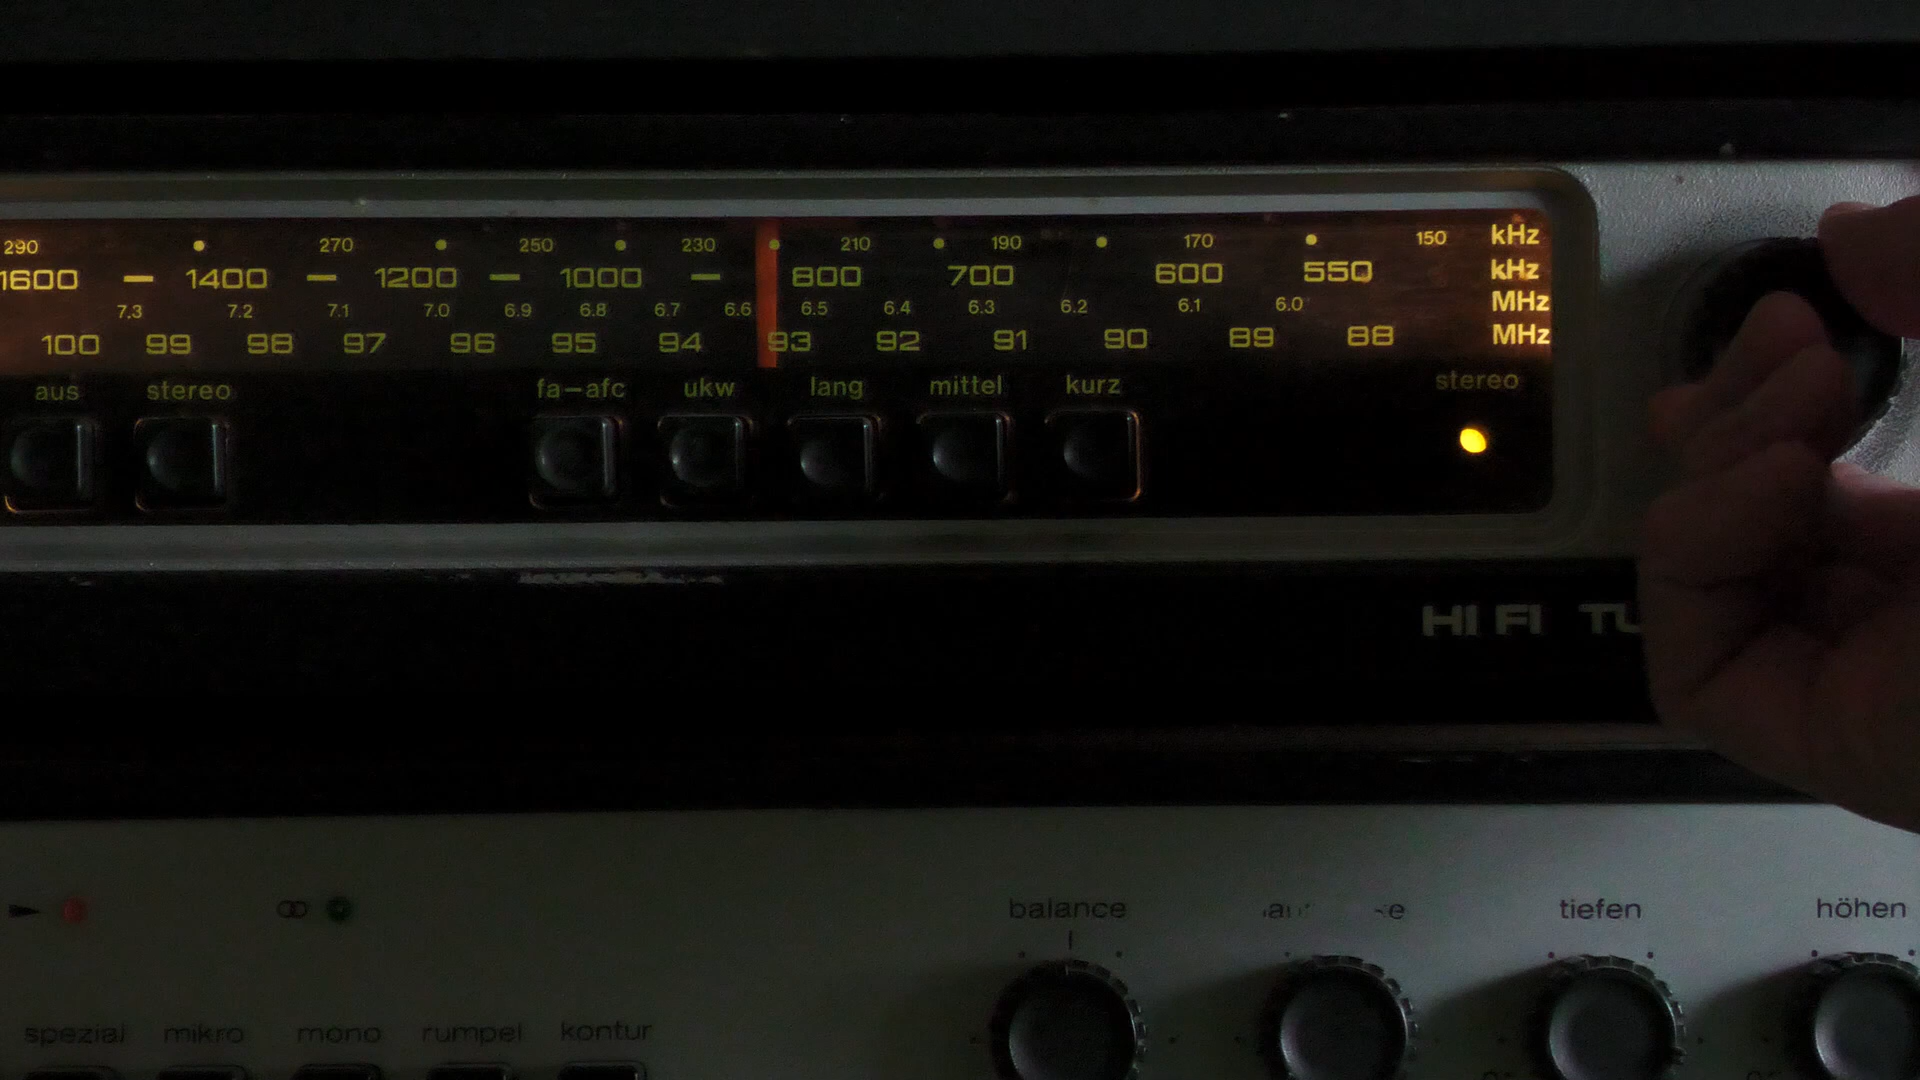 290 270 250 230 210 190 170 150 kHz
1600 — 1400 — 1200 — 1000 — 800 700 600 550 kHz
7.3 7.2 7.1 7.0 6.9 6.8 6.7 6.6 6.5 6.4 6.3 6.2 6.1 6.0 MHz
100 99 98 97 96 95 94 93 92 91 90 89 88 MHz
aus stereo fa–afc ukw lang mittel kurz stereo
HI FI
balance tiefen höhen
spezial mikro mono rumpel kontur